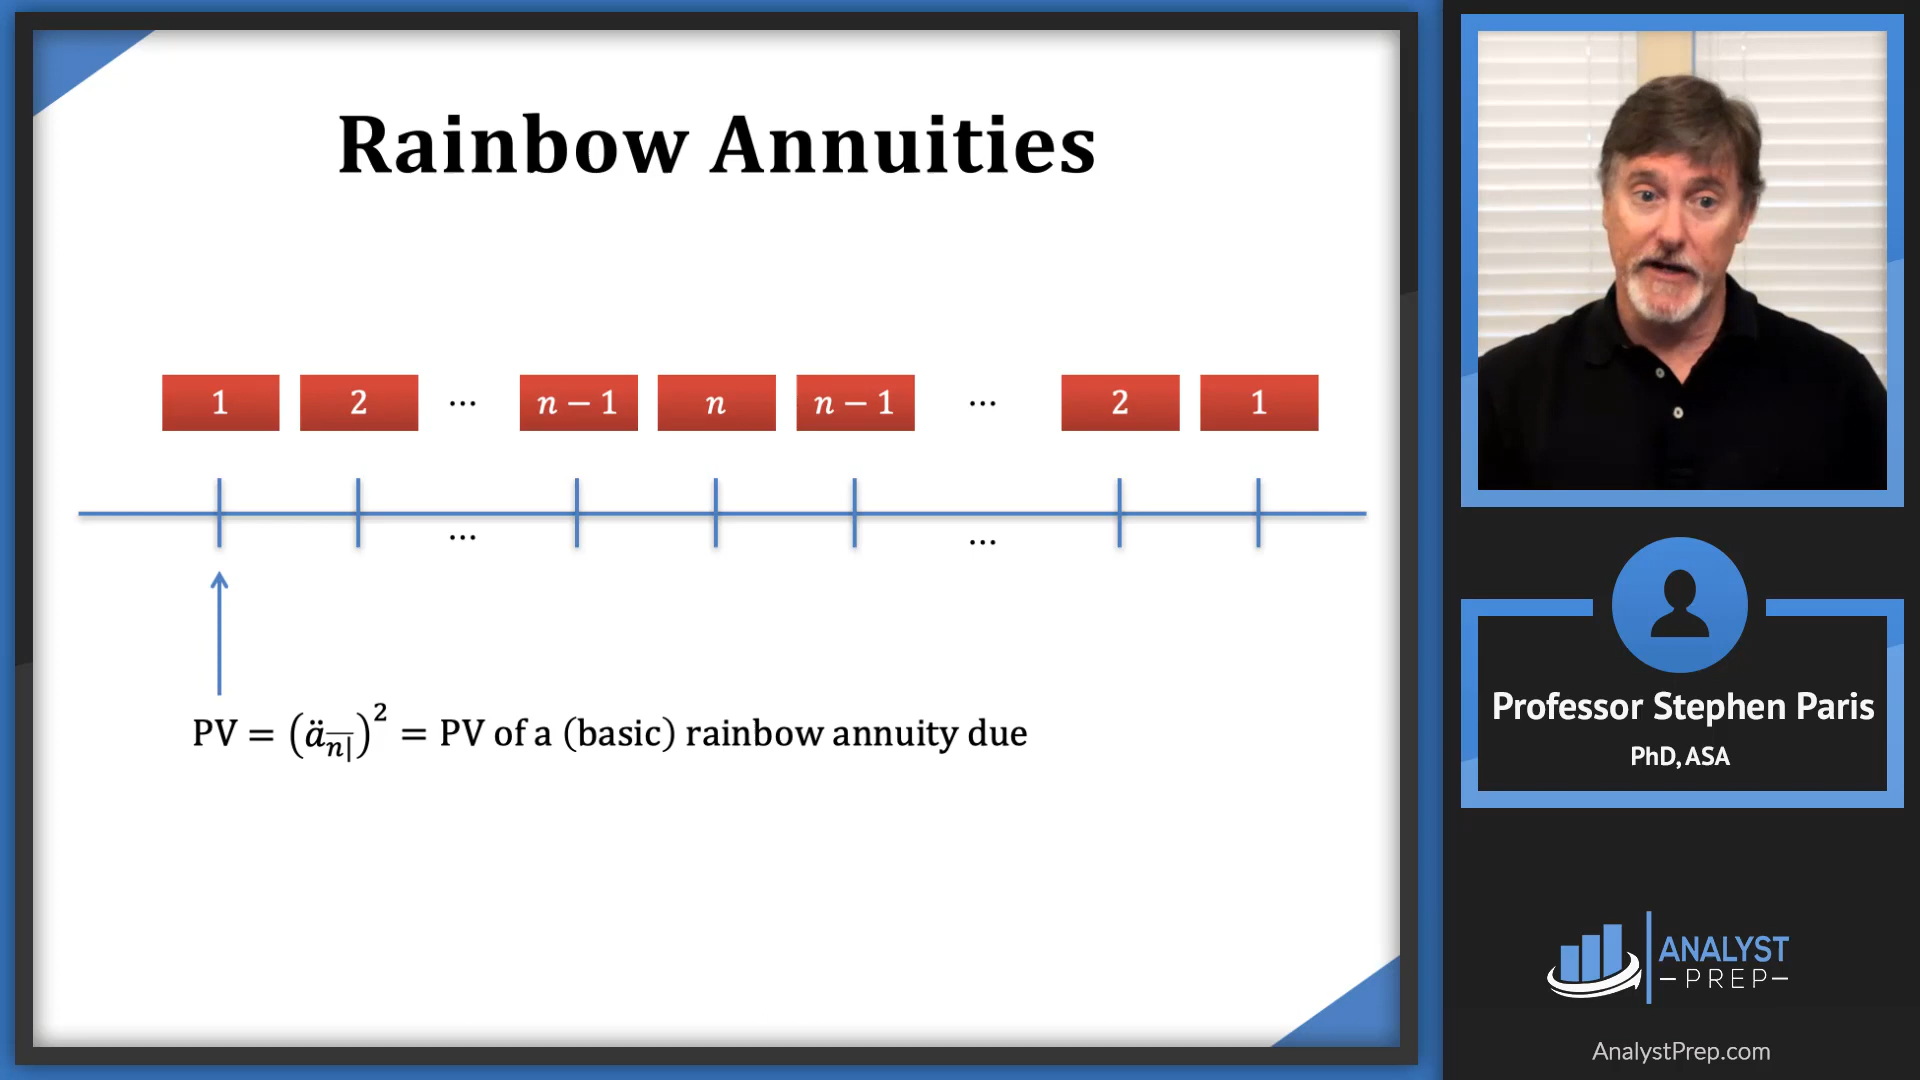 Rainbow Annuities
1 2 ... n − 1 n n − 1 ... 2 1
... ...
PV = (ä_n|)² = PV of a (basic) rainbow annuity due
Professor Stephen Paris
PhD, ASA
ANALYST
PREP
AnalystPrep.com